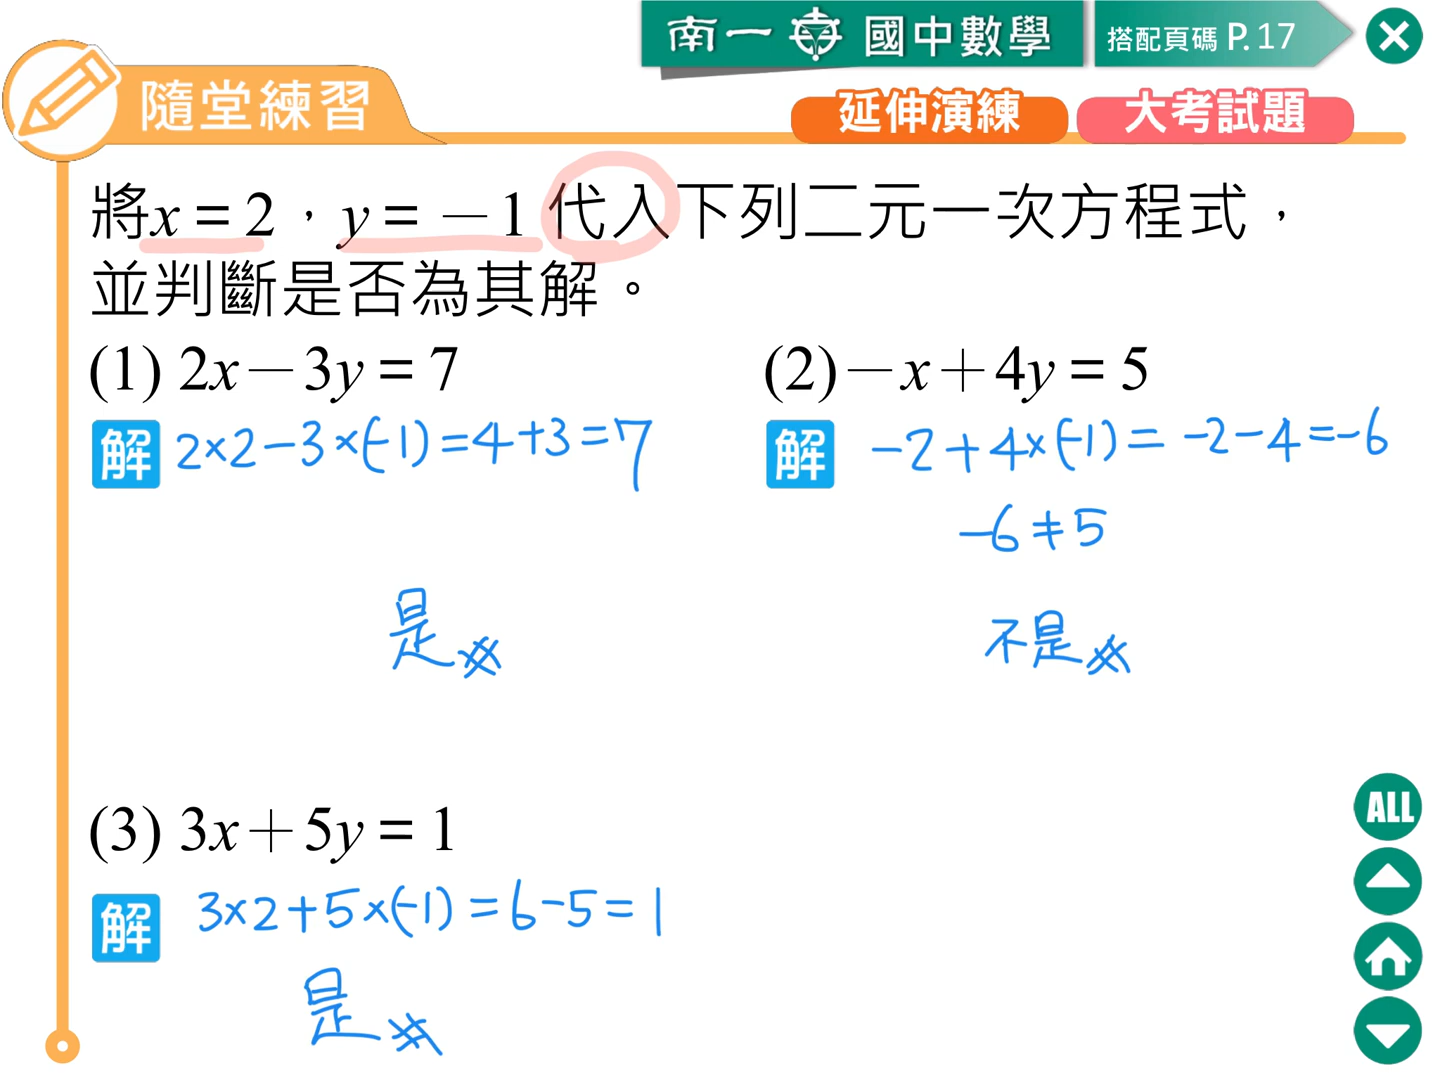 南一 國中數學
搭配頁碼 P. 17
隨堂練習
延伸演練
大考試題
將x=2，y=－1 代入下列二元一次方程式，
並判斷是否為其解。
(1) 2x－3y=7
(2)－x＋4y=5
解 2×2-3×(-1)=4+3=7
解 -2+4×(-1)=-2-4=-6
-6≠5
是
不是
(3) 3x＋5y=1
解 3×2+5×(-1)=6-5=1
是
ALL